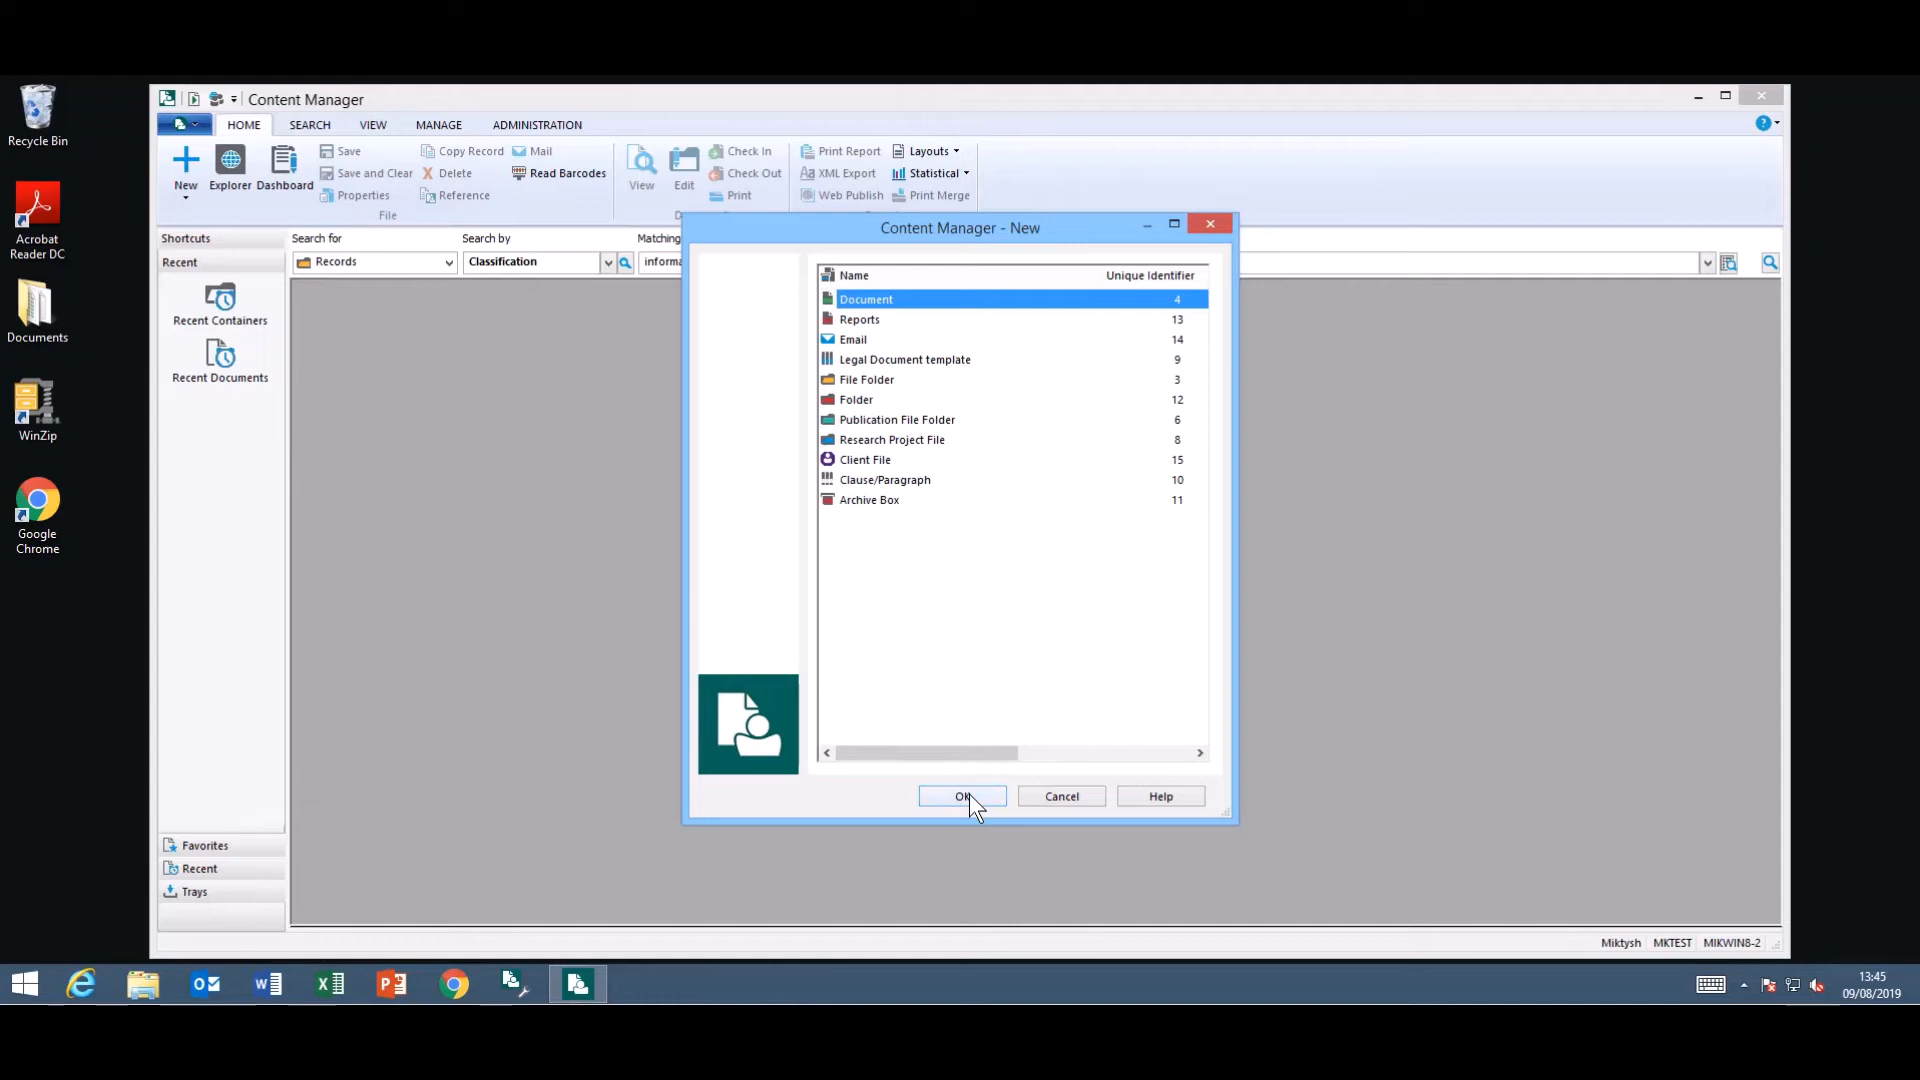 Recycle Bin
Acrobat
Reader DC
Documents
WinZip
Google
Chrome
Content Manager
HOME SEARCH VIEW MANAGE ADMINISTRATION
New
Explorer
Dashboard
Save
Save and Clear
Properties
Copy Record
Delete
Reference
Mail
Read Barcodes
File
View
Edit
Check In
Check Out
Print
Print Report
XML Export
Web Publish
Layouts
Statistical
Print Merge
Shortcuts
Recent
Recent Containers
Recent Documents
Favorites
Recent
Trays
Search for
Records
Search by
Classification
Matching
informa
Content Manager - New
Name Unique Identifier
Document 4
Reports 13
Email 14
Legal Document template 9
File Folder 3
Folder 12
Publication File Folder 6
Research Project File 8
Client File 15
Clause/Paragraph 10
Archive Box 11
OK Cancel Help
Miktysh MKTEST MIKWIN8-2
13:45
09/08/2019